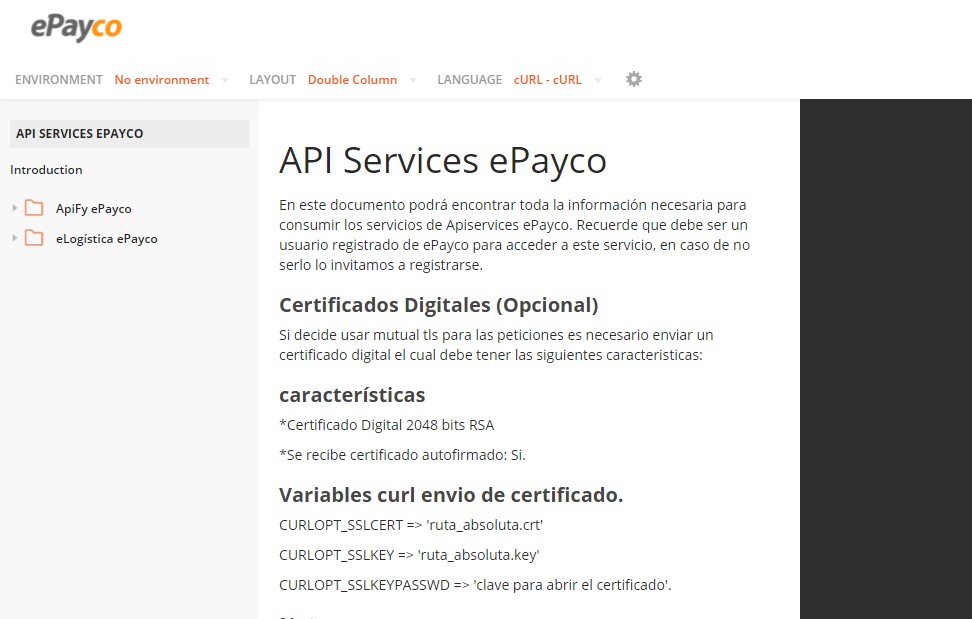 ePayco
ENVIRONMENT No environment LAYOUT Double Column LANGUAGE cURL - cURL
API SERVICES EPAYCO
Introduction
ApiFy ePayco
eLogística ePayco
API Services ePayco
En este documento podrá encontrar toda la información necesaria para
consumir los servicios de Apiservices ePayco. Recuerde que debe ser un
usuario registrado de ePayco para acceder a este servicio, en caso de no
serlo lo invitamos a registrarse.
Certificados Digitales (Opcional)
Si decide usar mutual tls para las peticiones es necesario enviar un
certificado digital el cual debe tener las siguientes caracteristicas:
características
*Certificado Digital 2048 bits RSA
*Se recibe certificado autofirmado: Si.
Variables curl envio de certificado.
CURLOPT_SSLCERT => 'ruta_absoluta.crt'
CURLOPT_SSLKEY => 'ruta_absoluta.key'
CURLOPT_SSLKEYPASSWD => 'clave para abrir el certificado'.